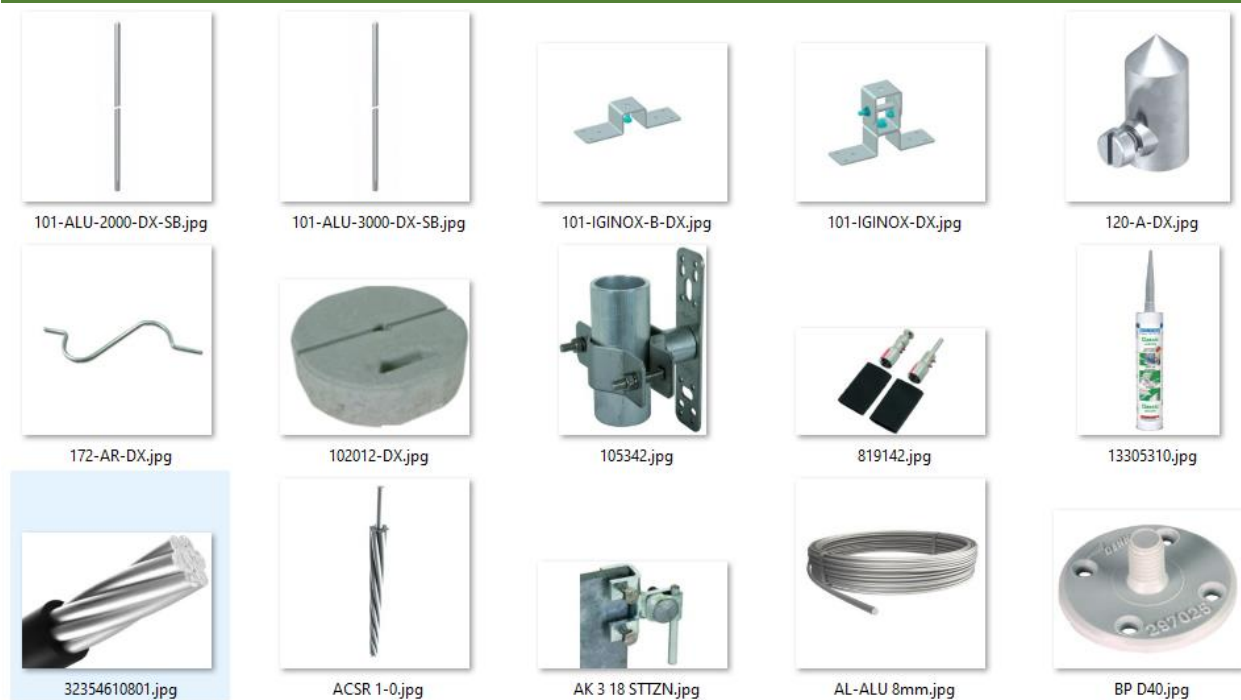 101-ALU-2000-DX-SB.jpg
101-ALU-3000-DX-SB.jpg
101-IGINOX-B-DX.jpg
101-IGINOX-DX.jpg
120-A-DX.jpg
172-AR-DX.jpg
102012-DX.jpg
105342.jpg
819142.jpg
13305310.jpg
32354610801.jpg
ACSR 1-0.jpg
AK 3 18 STTZN.jpg
AL-ALU 8mm.jpg
297026
BP D40.jpg